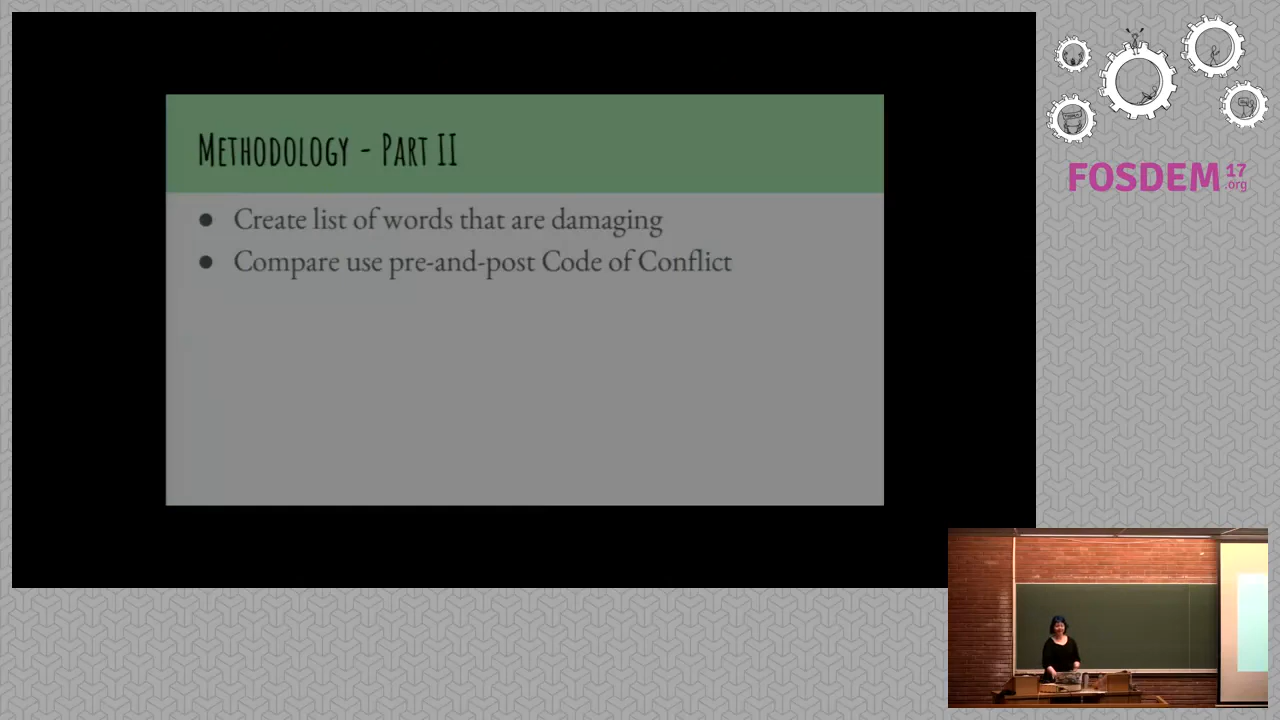 Methodology - Part II
● Create list of words that are damaging
● Compare use pre-and-post Code of Conflict
FOSDEM 17
.org